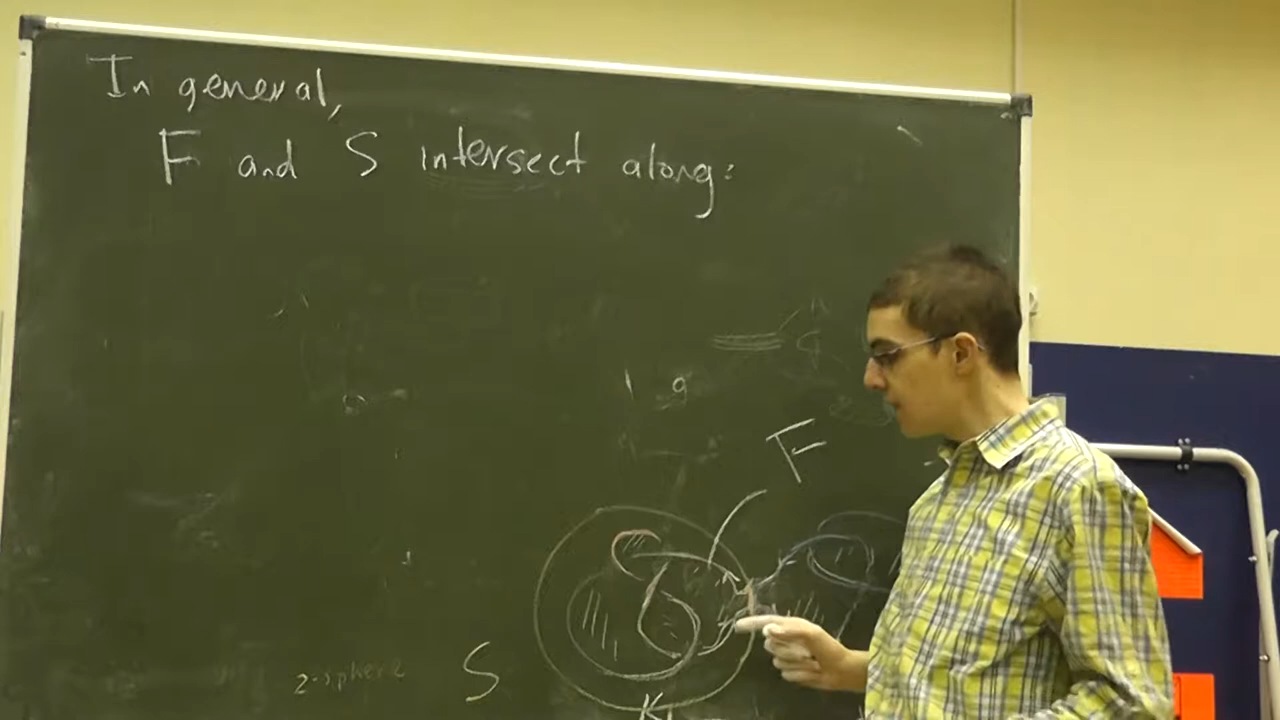 In general,
F and S intersect along:
F
2-sphere S
K